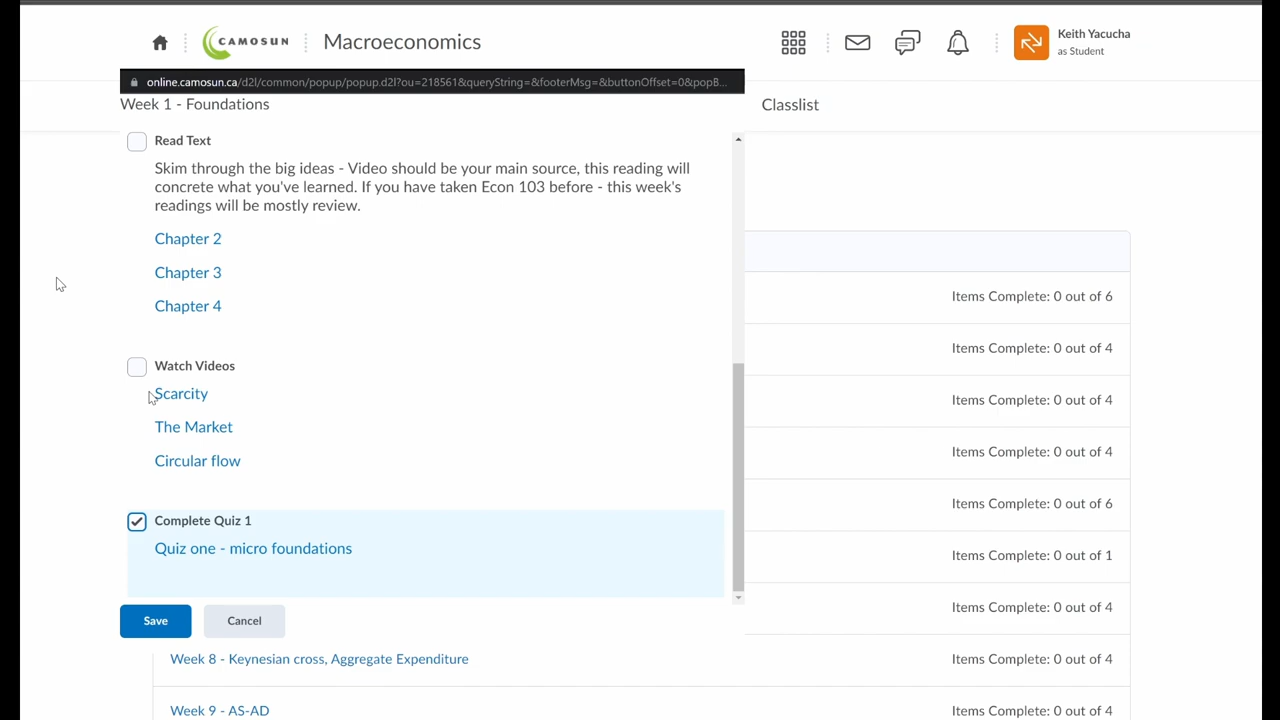 CAMOSUN
Macroeconomics
Keith Yacucha
as Student
online.camosun.ca/d2l/common/popup/popup.d2l?ou=218561&queryString=&footerMsg=&buttonOffset=0&popB...
Week 1 - Foundations
Classlist
Read Text
Skim through the big ideas - Video should be your main source, this reading will
concrete what you've learned. If you have taken Econ 103 before - this week's
readings will be mostly review.
Chapter 2
Chapter 3
Chapter 4
Watch Videos
Scarcity
The Market
Circular flow
Complete Quiz 1
Quiz one - micro foundations
Save
Cancel
Items Complete: 0 out of 6
Items Complete: 0 out of 4
Items Complete: 0 out of 4
Items Complete: 0 out of 4
Items Complete: 0 out of 6
Items Complete: 0 out of 1
Items Complete: 0 out of 4
Week 8 - Keynesian cross, Aggregate Expenditure
Items Complete: 0 out of 4
Week 9 - AS-AD
Items Complete: 0 out of 4